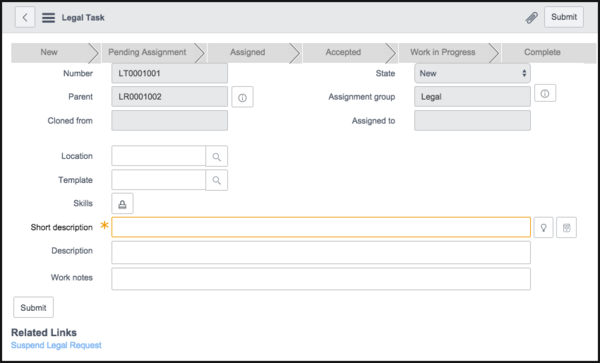 Legal Task
Submit
New Pending Assignment Assigned Accepted Work in Progress Complete
Number LT0001001 State New
Parent LR0001002 Assignment group Legal
Cloned from Assigned to
Location
Template
Skills
Short description
Description
Work notes
Submit
Related Links
Suspend Legal Request